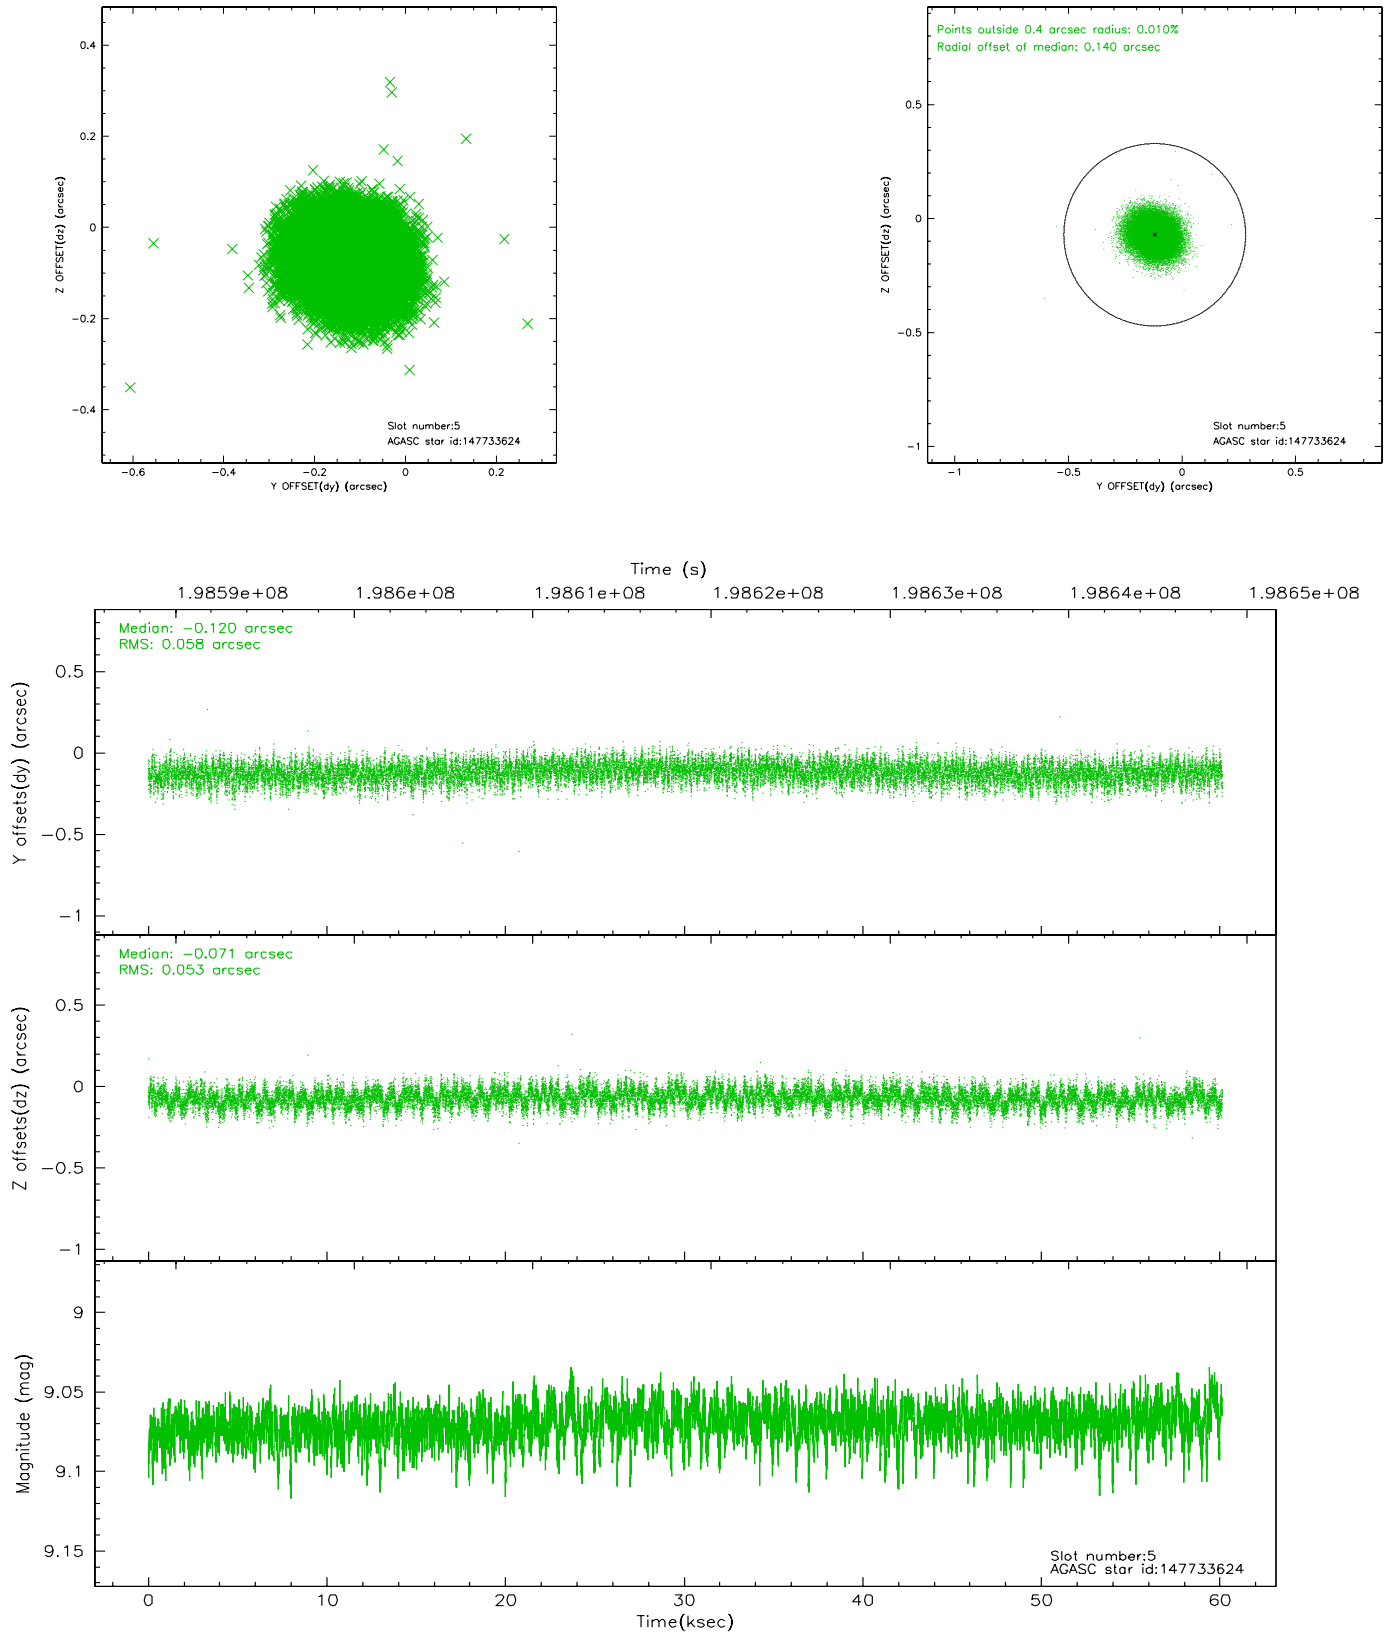 0.4
0.2
0
-0.2
-0.4
Z OFFSET(dz) (arcsec)
Slot number:5
AGASC star id:147733624
-0.6 -0.4 -0.2 0 0.2
Y OFFSET(dy) (arcsec)
Points outside 0.4 arcsec radius: 0.010%
Radial offset of median: 0.140 arcsec
0.5
0
-0.5
-1
Z OFFSET(dz) (arcsec)
Slot number:5
AGASC star id:147733624
-1 -0.5 0 0.5
Y OFFSET(dy) (arcsec)
Time (s)
1.9859e+08 1.986e+08 1.9861e+08 1.9862e+08 1.9863e+08 1.9864e+08 1.9865e+08
Median: -0.120 arcsec
RMS: 0.058 arcsec
0.5
0
-0.5
-1
Y offsets(dy) (arcsec)
Median: -0.071 arcsec
RMS: 0.053 arcsec
0.5
0
-0.5
-1
Z offsets(dz) (arcsec)
9
9.05
9.1
9.15
Magnitude (mag)
Slot number:5
AGASC star id:147733624
0 10 20 30 40 50 60
Time(ksec)